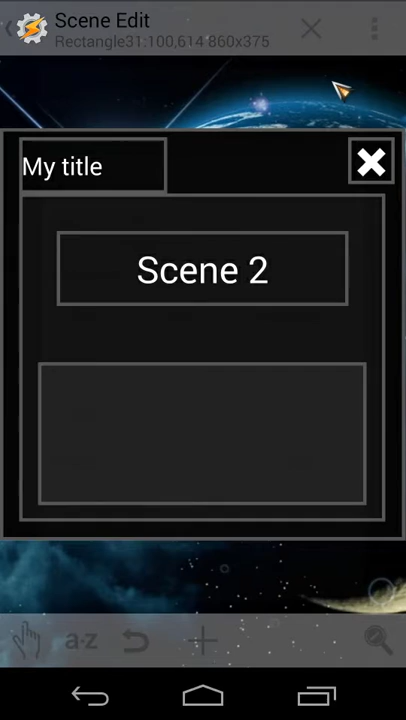 Scene Edit
Rectangle31:100,614 860x375
My title
Scene 2
a-z